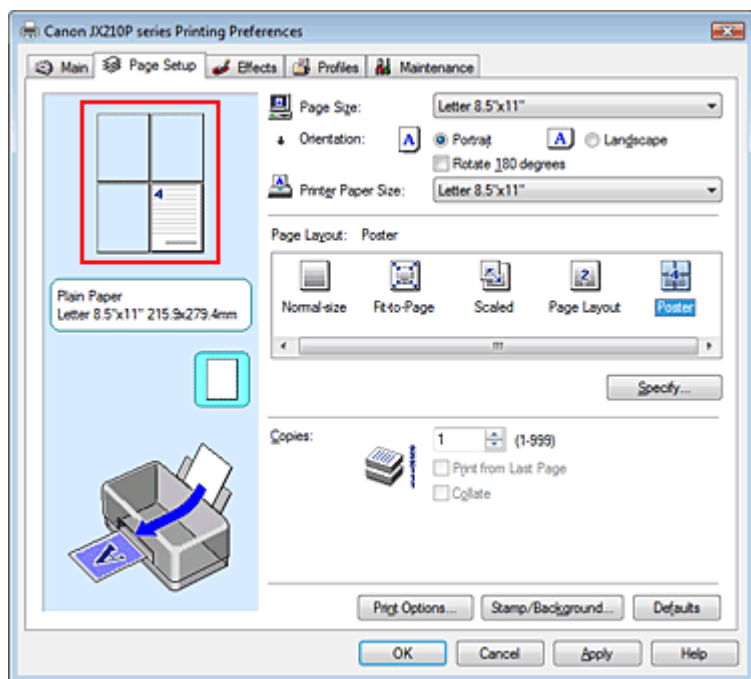 Canon JX210P series Printing Preferences
Main Page Setup Effects Profiles Maintenance
Page Size: Letter 8.5"x11"
Orientation: A Portrait A Landscape
Rotate 180 degrees
Printer Paper Size: Letter 8.5"x11"
Page Layout: Poster
4
2
4
Normal-size Fit-to-Page Scaled Page Layout Poster
Plain Paper
Letter 8.5"x11" 215.9x279.4mm
Specify...
Copies: 1 (1-999)
Print from Last Page
Collate
Print Options... Stamp/Background... Defaults
OK Cancel Apply Help